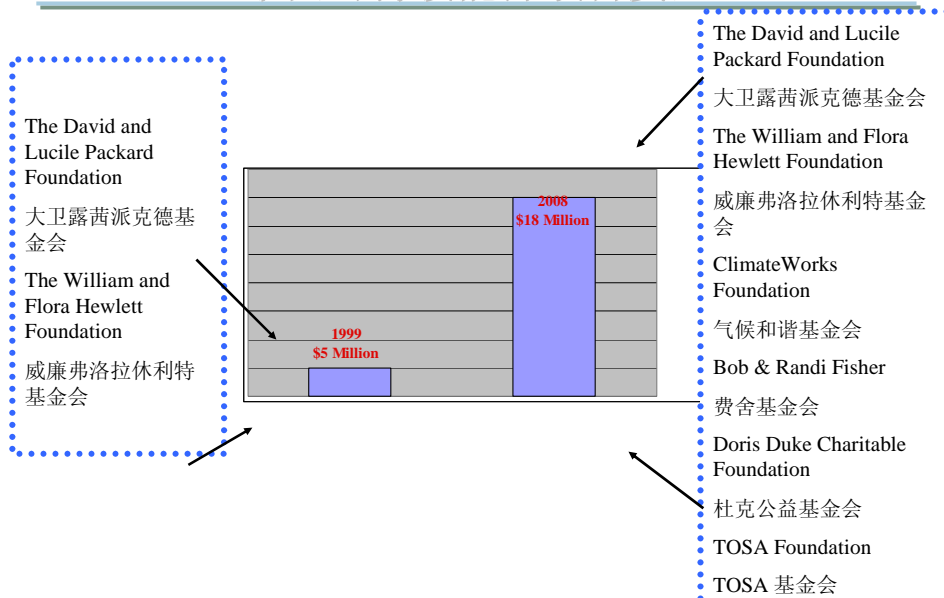 The David and
Lucile Packard
Foundation
大卫露茜派克德基
金会
The William and
Flora Hewlett
Foundation
威廉弗洛拉休利特
基金会
1999
$5 Million
2008
$18 Million
The David and Lucile
Packard Foundation
大卫露茜派克德基金会
The William and Flora
Hewlett Foundation
威廉弗洛拉休利特基金
会
ClimateWorks
Foundation
气候和谐基金会
Bob & Randi Fisher
费舍基金会
Doris Duke Charitable
Foundation
杜克公益基金会
TOSA Foundation
TOSA 基金会